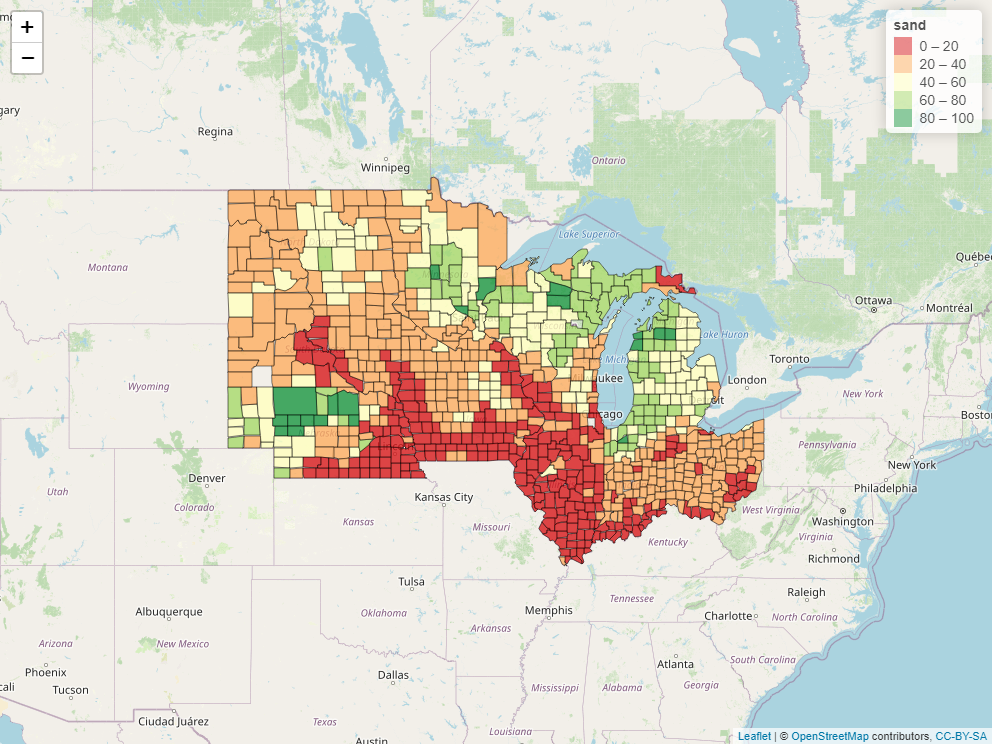 +
−
sand
0 – 20
20 – 40
40 – 60
60 – 80
80 – 100
gary
Regina
Winnipeg
Ontario
Lake Superior
Québec
Montana
Ottawa
Montréal
Lake Huron
Toronto
Wyoming
ukee
London
New York
cago
Boston
Pennsylvania
New York
Denver
Philadelphia
Utah
Kansas City
Colorado
West Virginia
Washington
Kansas
Missouri
Virginia
Kentucky
Richmond
Tulsa
Raleigh
Albuquerque
Oklahoma
Memphis
Tennessee
Charlotte
North Carolina
Arkansas
Arizona
New Mexico
Atlanta
South Carolina
Phoenix
Dallas
Mississippi
Alabama
Georgia
cali
Tucson
Ciudad Juárez
Texas
Louisiana
Austin
Leaflet | © OpenStreetMap contributors, CC-BY-SA